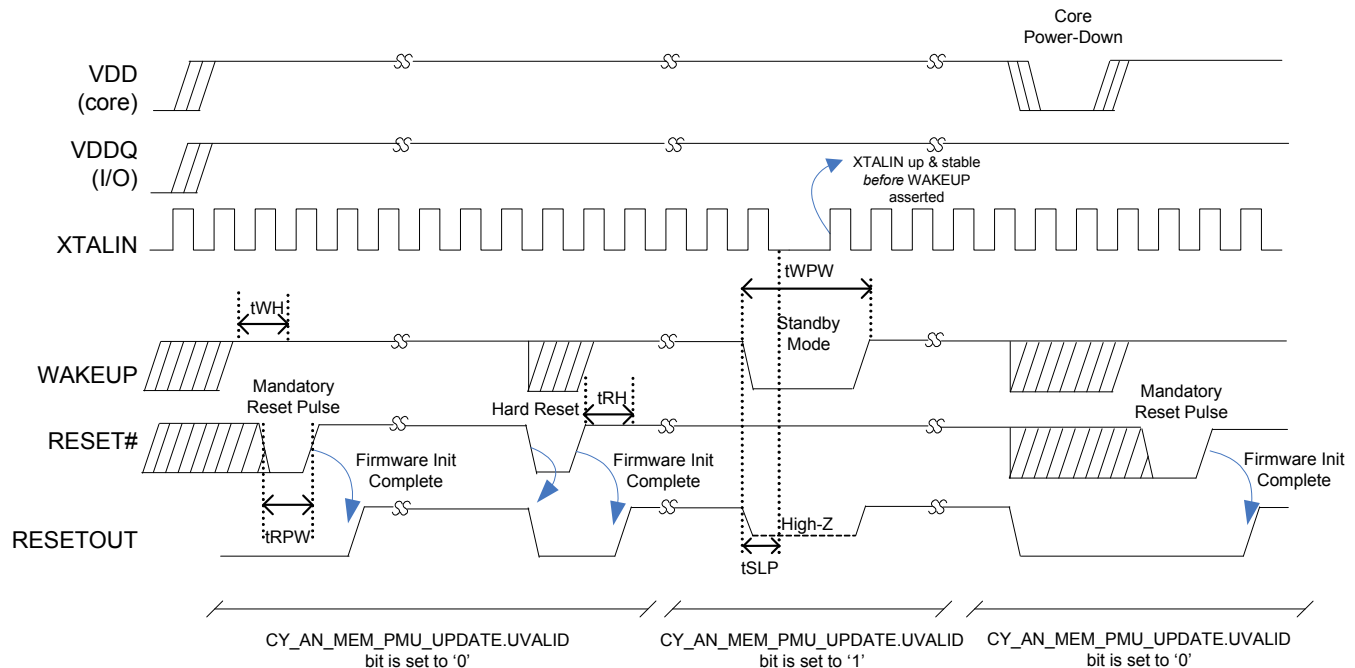 Core
Power-Down
VDD
(core)
VDDQ
(I/O)
XTALIN up & stable
before WAKEUP
asserted
XTALIN
tWH
tWPW
Standby
Mode
WAKEUP
Mandatory
Reset Pulse
Hard Reset
tRH
Mandatory
Reset Pulse
RESET#
Firmware Init
Complete
Firmware Init
Complete
Firmware Init
Complete
tRPW
High-Z
RESETOUT
tSLP
CY_AN_MEM_PMU_UPDATE.UVALID
bit is set to ‘0’
CY_AN_MEM_PMU_UPDATE.UVALID
bit is set to ‘1’
CY_AN_MEM_PMU_UPDATE.UVALID
bit is set to ‘0’